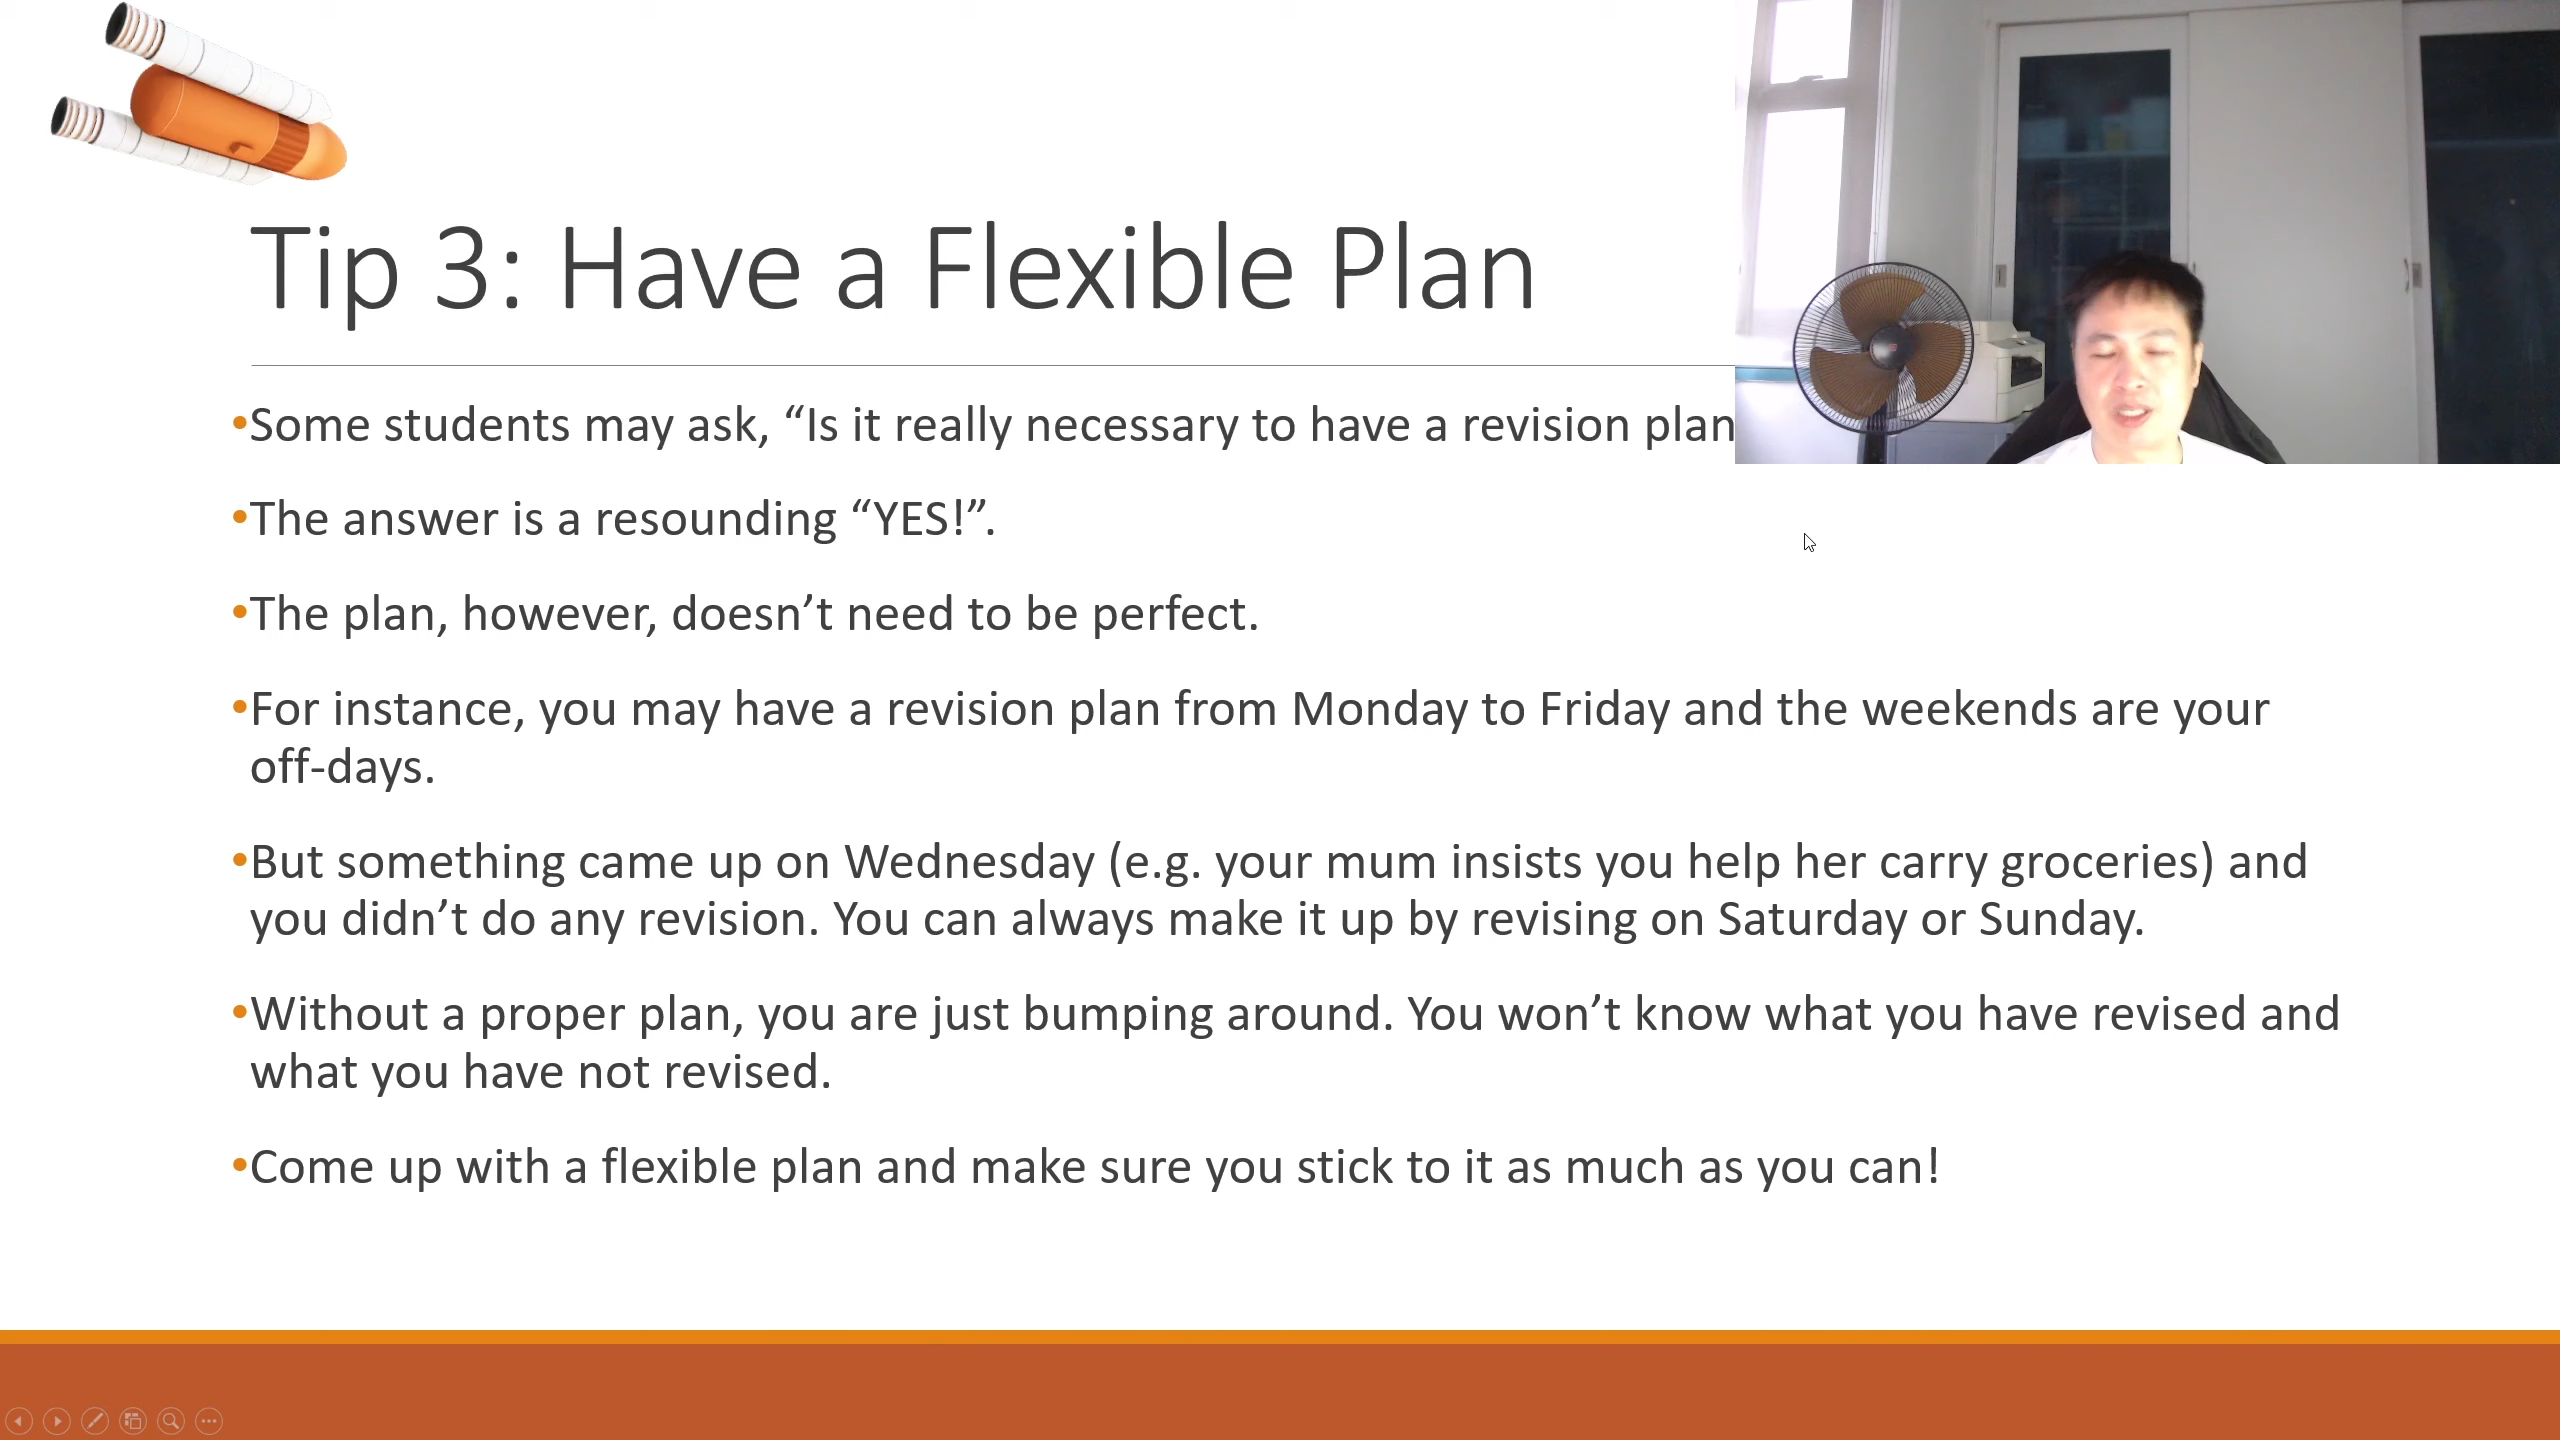 Tip 3: Have a Flexible Plan
•Some students may ask, “Is it really necessary to have a revision plan
•The answer is a resounding “YES!”.
•The plan, however, doesn’t need to be perfect.
•For instance, you may have a revision plan from Monday to Friday and the weekends are your
off-days.
•But something came up on Wednesday (e.g. your mum insists you help her carry groceries) and
you didn’t do any revision. You can always make it up by revising on Saturday or Sunday.
•Without a proper plan, you are just bumping around. You won’t know what you have revised and
what you have not revised.
•Come up with a flexible plan and make sure you stick to it as much as you can!